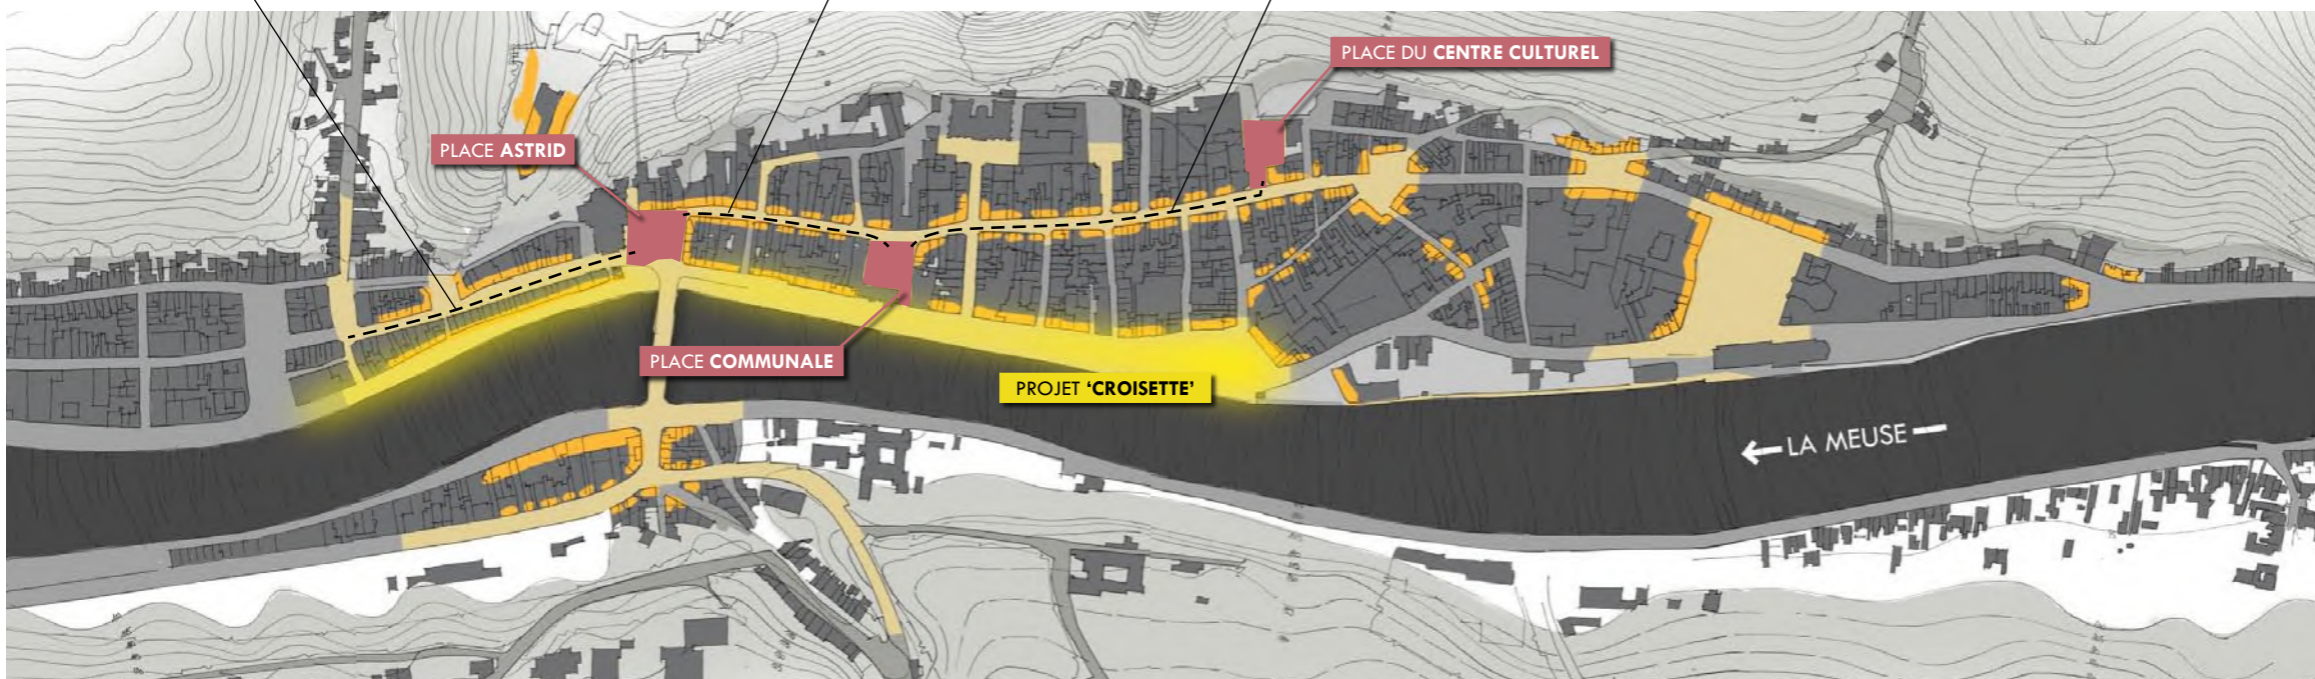 PLACE DU CENTRE CULTUREL
PLACE ASTRID
PLACE COMMUNALE
PROJET ‘CROISETTE’
LA MEUSE